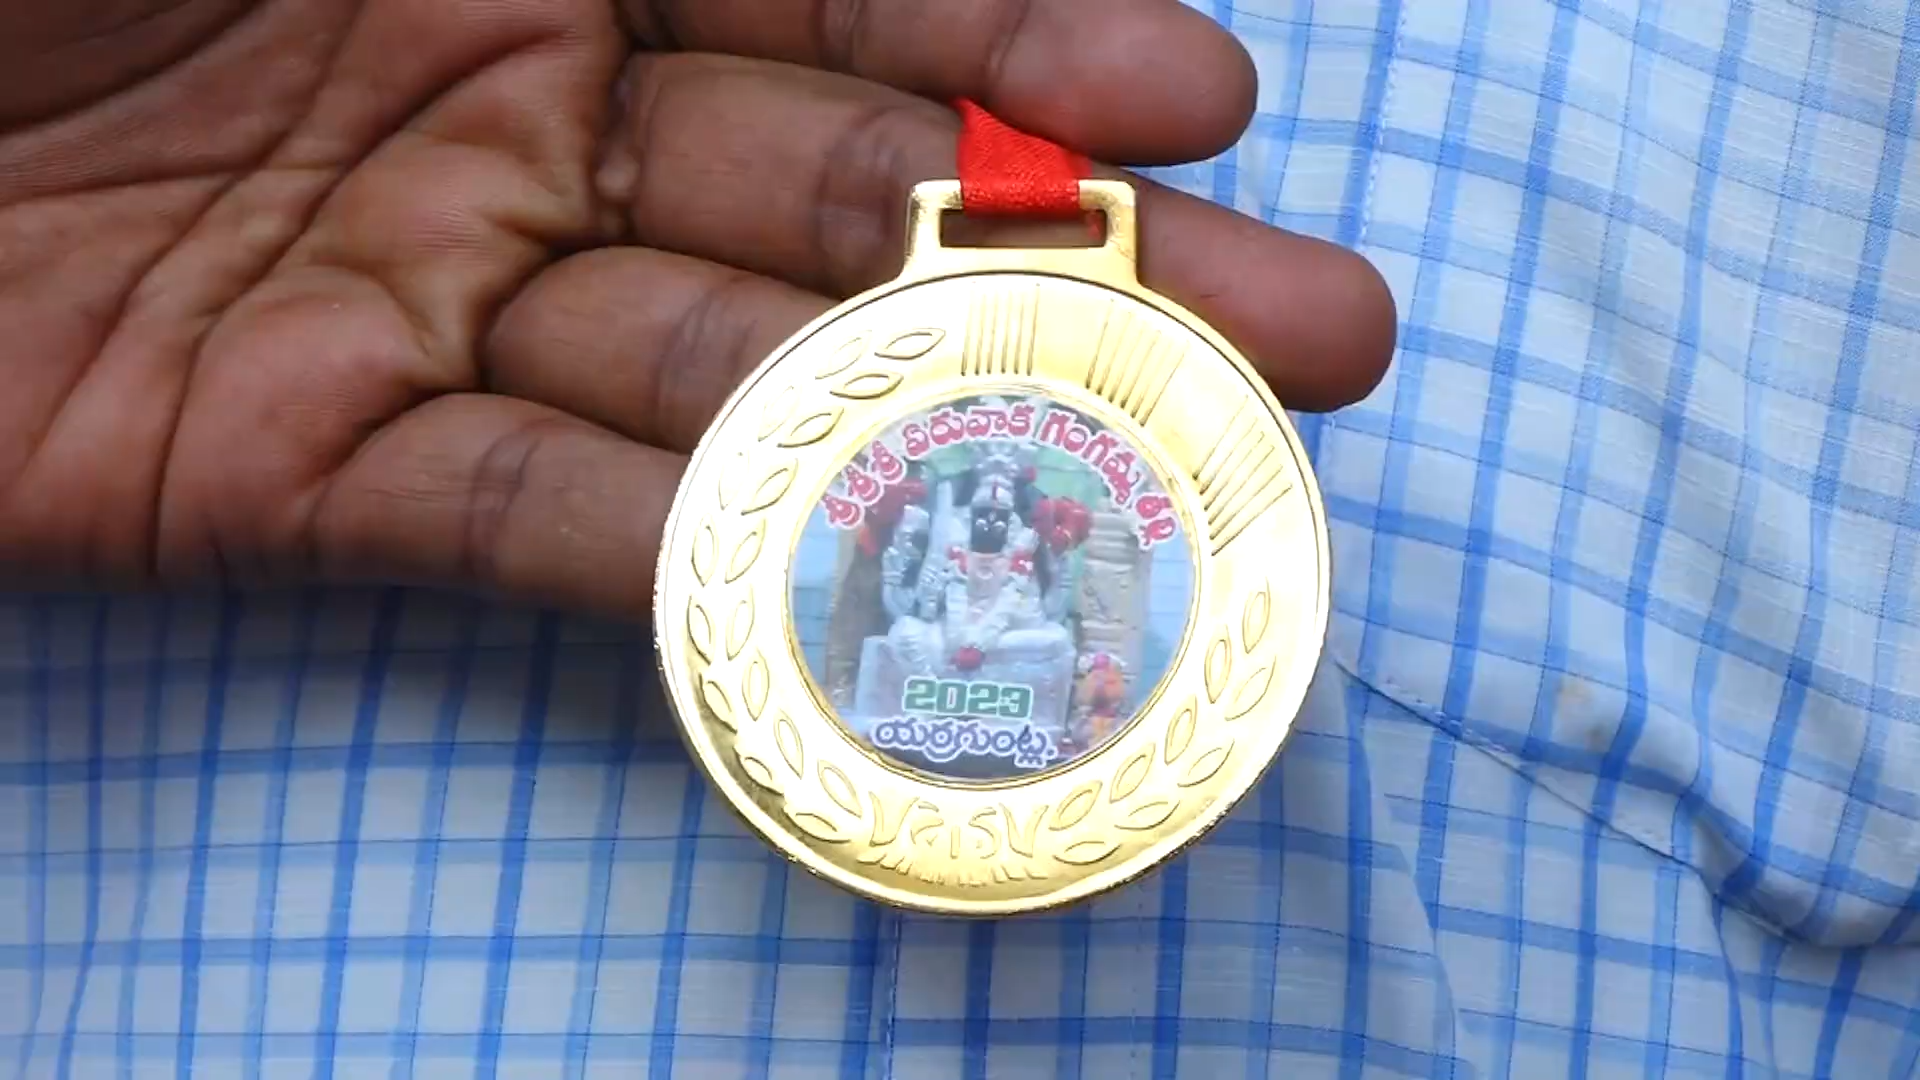 శ్రీ శ్రీ శ్రీ ఏరువాక గంగమ్మ తల్లి
2023
యర్రగుంట్ల.